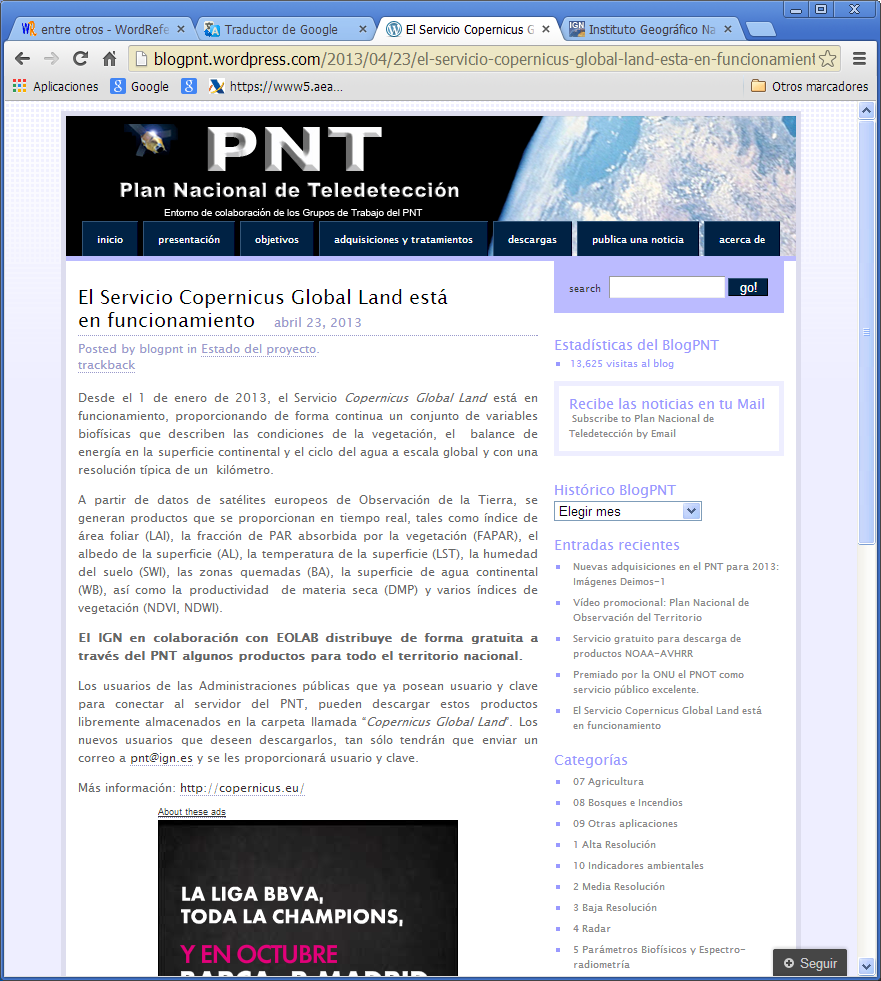 entre otros - WordRefe
Traductor de Google
El Servicio Copernicus G
Instituto Geográfico Na
blogpnt.wordpress.com/2013/04/23/el-servicio-copernicus-global-land-esta-en-funcionamient
Aplicaciones
Google
https://www5.aea...
Otros marcadores
PNT
Plan Nacional de Teledetección
Entorno de colaboración de los Grupos de Trabajo del PNT
inicio
presentación
objetivos
adquisiciones y tratamientos
descargas
publica una noticia
acerca de
El Servicio Copernicus Global Land está
en funcionamiento abril 23, 2013
Posted by blogpnt in Estado del proyecto.
trackback
Desde el 1 de enero de 2013, el Servicio Copernicus Global Land está en
funcionamiento, proporcionando de forma continua un conjunto de variables
biofísicas que describen las condiciones de la vegetación, el balance de
energía en la superficie continental y el ciclo del agua a escala global y con una
resolución típica de un kilómetro.
A partir de datos de satélites europeos de Observación de la Tierra, se
generan productos que se proporcionan en tiempo real, tales como índice de
área foliar (LAI), la fracción de PAR absorbida por la vegetación (FAPAR), el
albedo de la superficie (AL), la temperatura de la superficie (LST), la humedad
del suelo (SWI), las zonas quemadas (BA), la superficie de agua continental
(WB), así como la productividad de materia seca (DMP) y varios índices de
vegetación (NDVI, NDWI).
El IGN en colaboración con EOLAB distribuye de forma gratuita a
través del PNT algunos productos para todo el territorio nacional.
Los usuarios de las Administraciones públicas que ya posean usuario y clave
para conectar al servidor del PNT, pueden descargar estos productos
libremente almacenados en la carpeta llamada “Copernicus Global Land”. Los
nuevos usuarios que deseen descargarlos, tan sólo tendrán que enviar un
correo a pnt@ign.es y se les proporcionará usuario y clave.
Más información: http://copernicus.eu/
About these ads
LA LIGA BBVA,
TODA LA CHAMPIONS,
Y EN OCTUBRE
BARÇA-R.MADRID
search
go!
Estadísticas del BlogPNT
13,625 visitas al blog
Recibe las noticias en tu Mail
Subscribe to Plan Nacional de
Teledetección by Email
Histórico BlogPNT
Elegir mes
Entradas recientes
Nuevas adquisiciones en el PNT para 2013:
Imágenes Deimos-1
Vídeo promocional: Plan Nacional de
Observación del Territorio
Servicio gratuito para descarga de
productos NOAA-AVHRR
Premiado por la ONU el PNOT como
servicio público excelente.
El Servicio Copernicus Global Land está
en funcionamiento
Categorías
07 Agricultura
08 Bosques e Incendios
09 Otras aplicaciones
1 Alta Resolución
10 Indicadores ambientales
2 Media Resolución
3 Baja Resolución
4 Radar
5 Parámetros Biofísicos y Espectro-
radiometría
Seguir